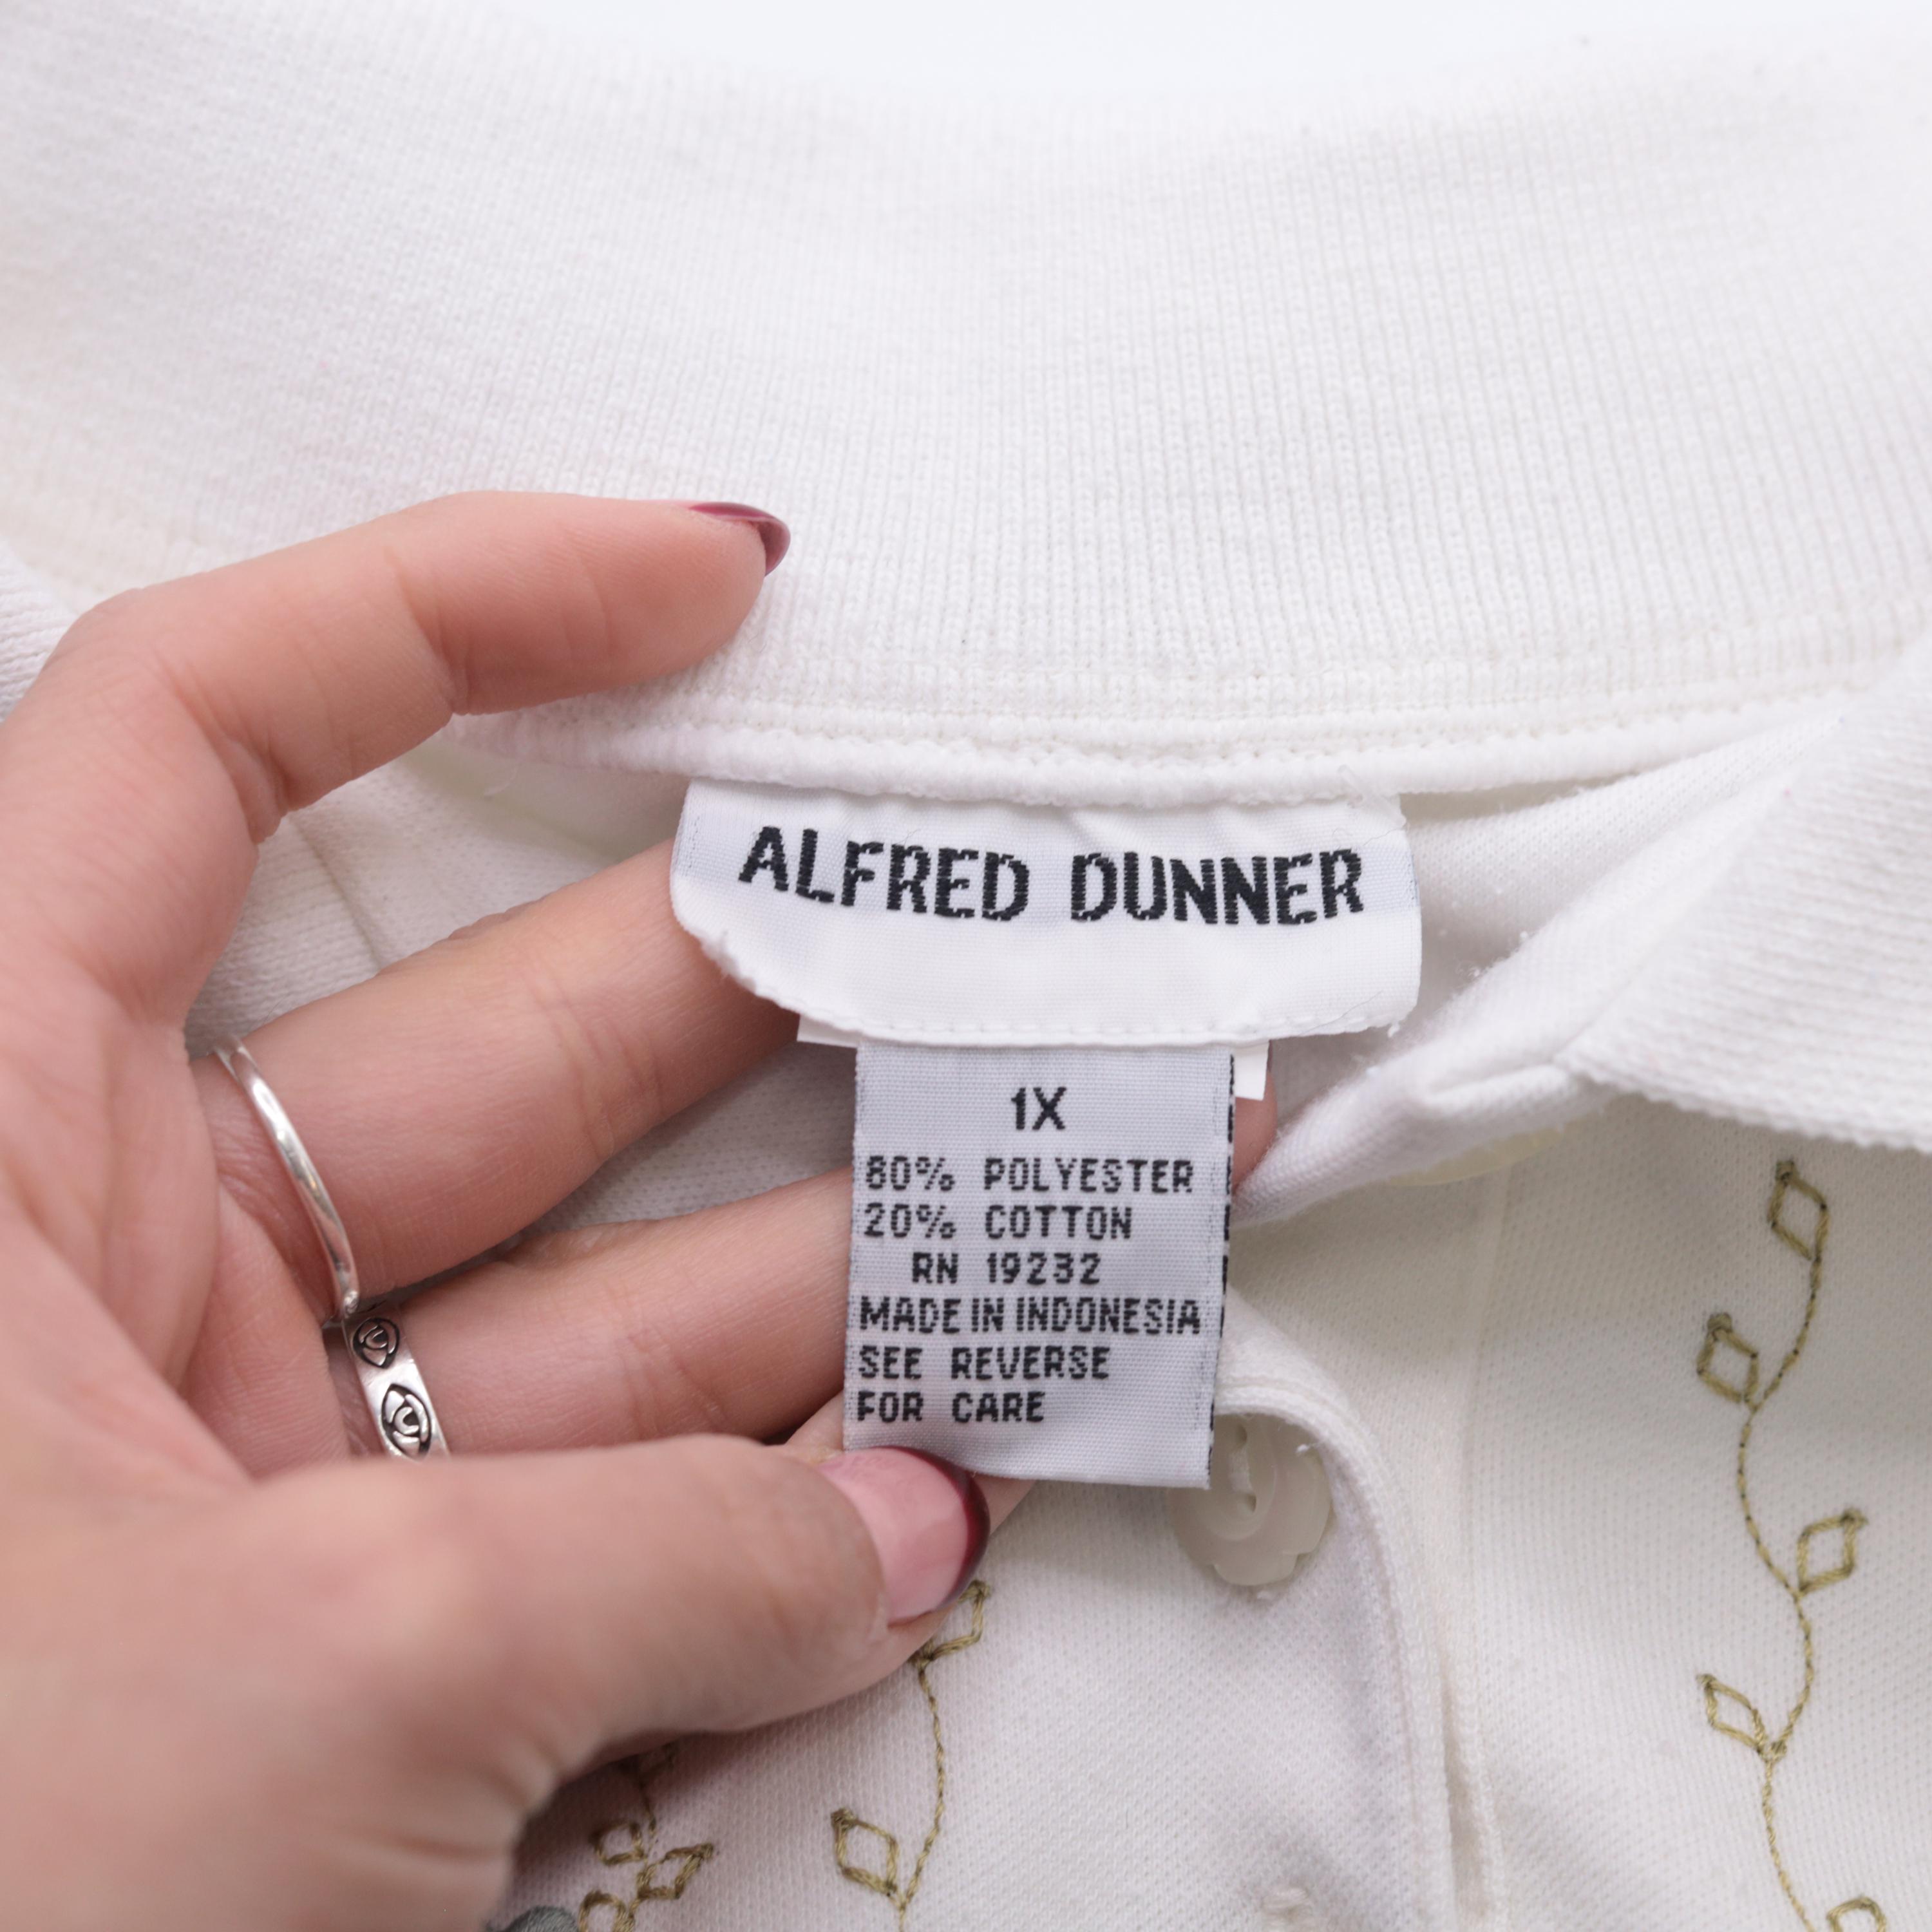 ALFRED DUNNER
1X
80% POLYESTER
20% COTTON
RN 19232
MADE IN INDONESIA
SEE REVERSE
FOR CARE